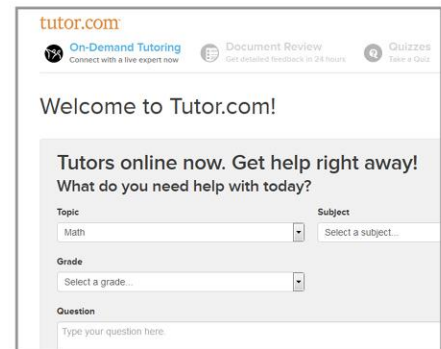 tutor.com
On-Demand Tutoring
Connect with a live expert now
Document Review
Get detailed feedback in 24 hours
Quizzes
Take a Quiz
Welcome to Tutor.com!
Tutors online now. Get help right away!
What do you need help with today?
Topic
Subject
Math
Select a subject...
Grade
Select a grade...
Question
Type your question here.